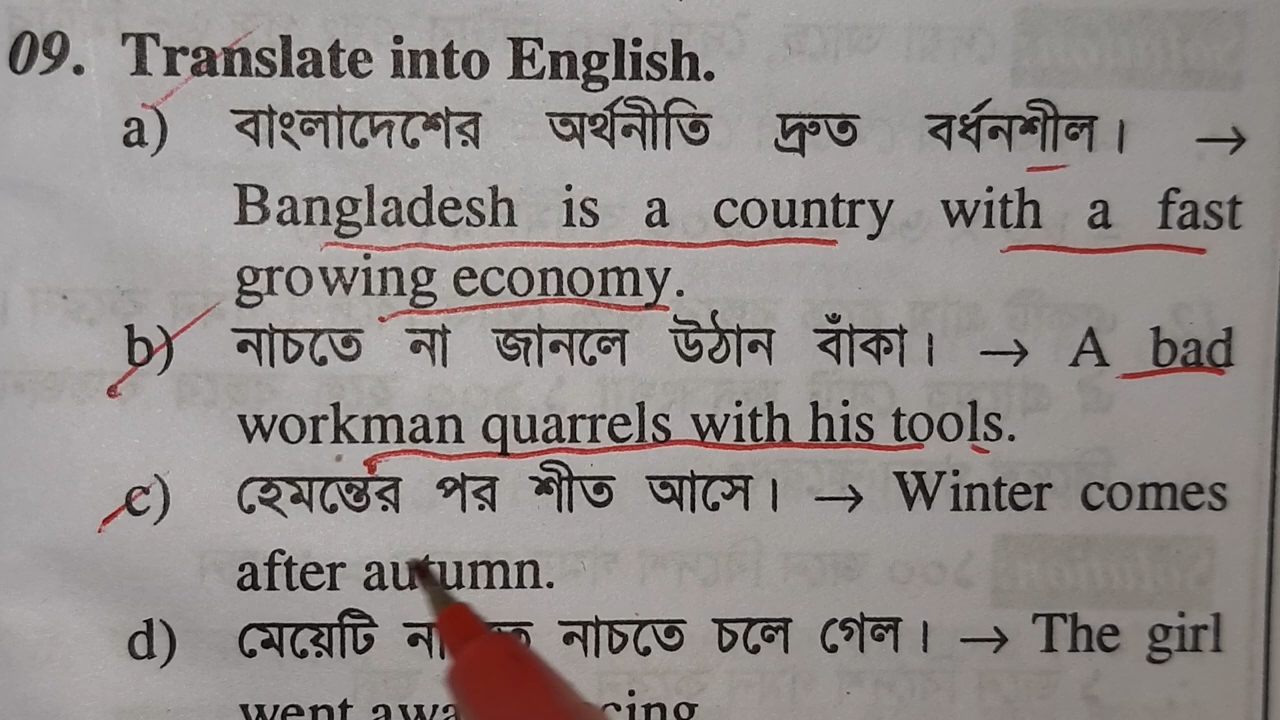 09. Translate into English.
a) বাংলাদেশের অর্থনীতি দ্রুত বর্ধনশীল। →
Bangladesh is a country with a fast
growing economy.
b) নাচতে না জানলে উঠান বাঁকা। → A bad
workman quarrels with his tools.
c) হেমন্তের পর শীত আসে। → Winter comes
after autumn.
d) মেয়েটি নাচতে চলে গেল। → The girl
went